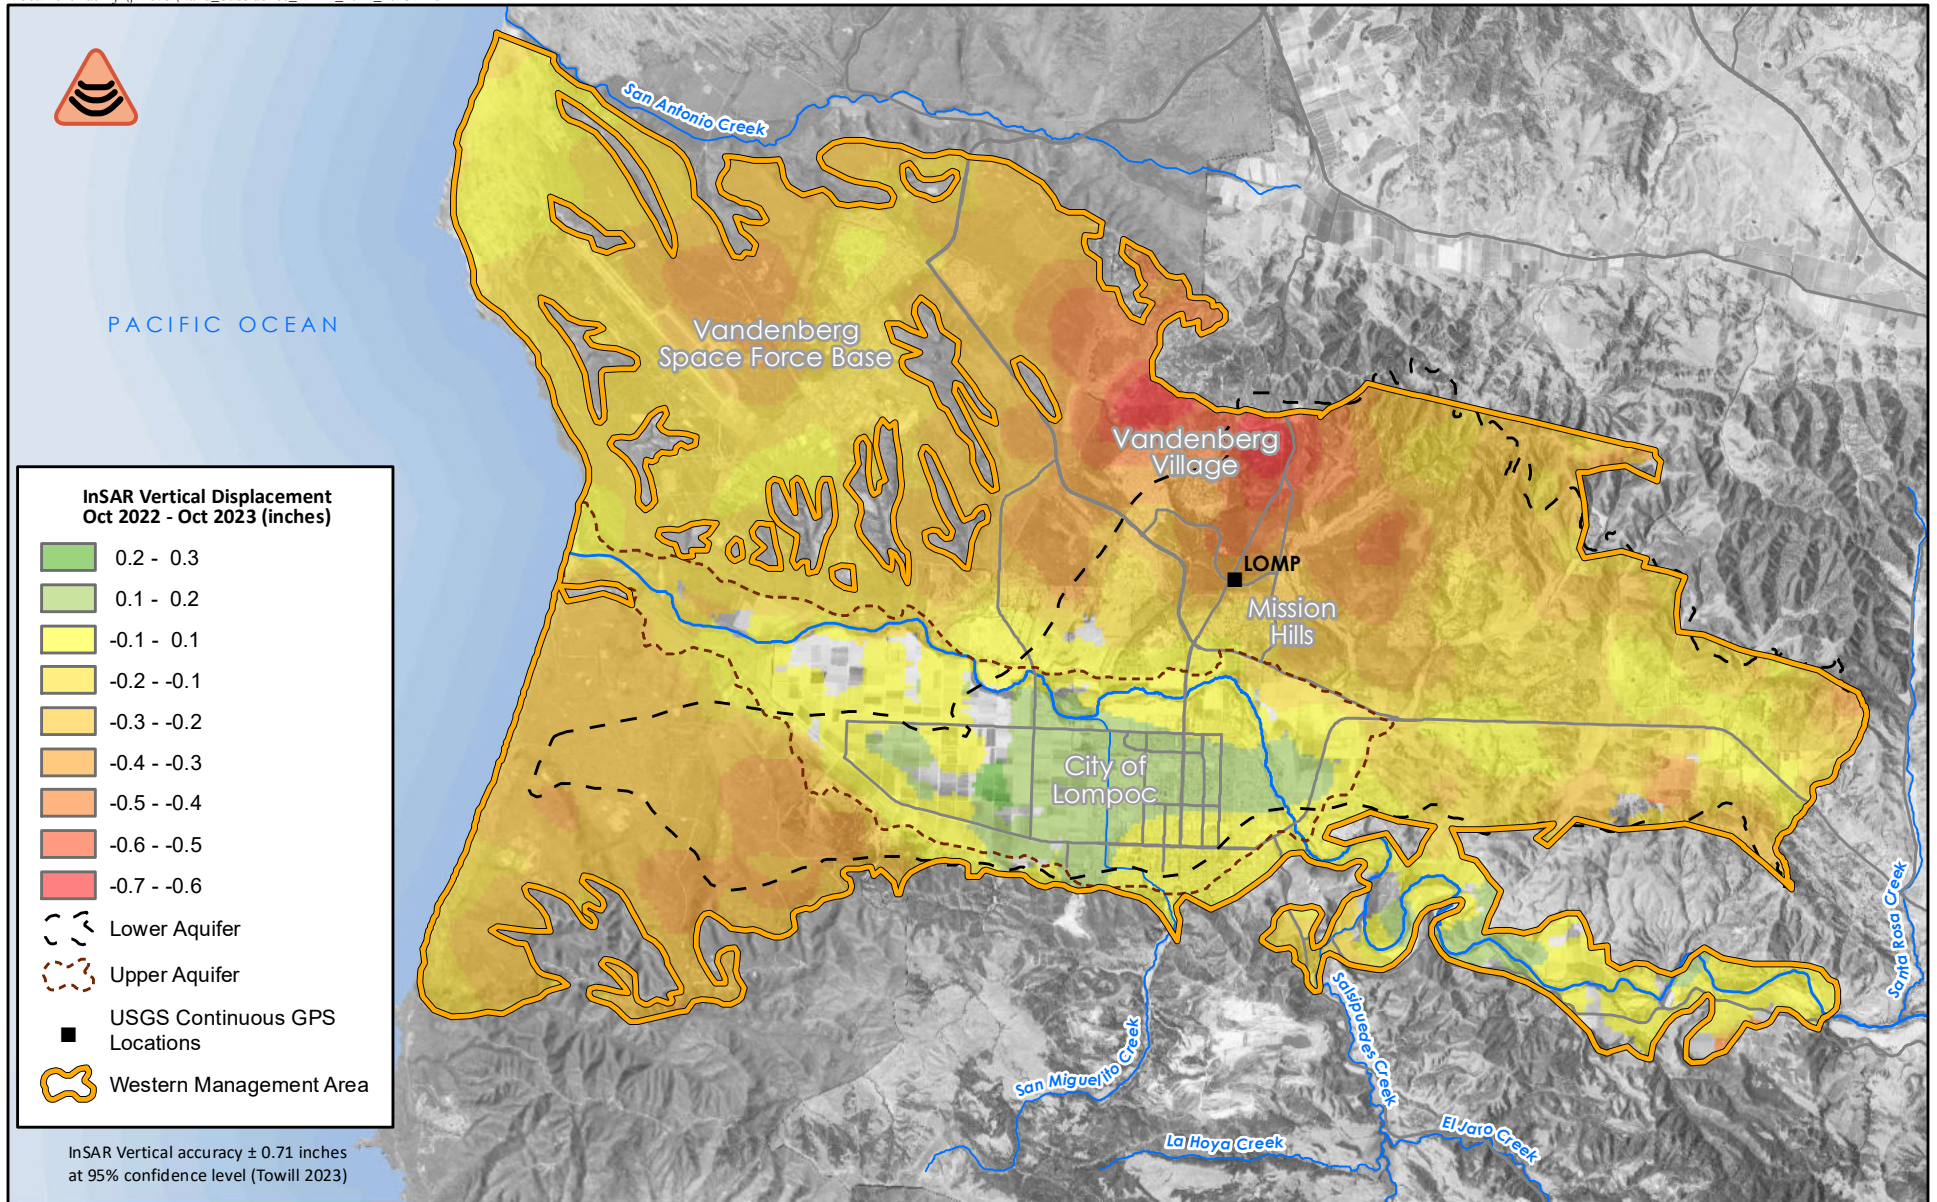 San Antonio Creek
PACIFIC OCEAN
Vandenberg
Space Force Base
Vandenberg
Village
LOMP
Mission
Hills
City of
Lompoc
Santa Rosa Creek
Salsipuedes Creek
San Miguelito Creek
El Jaro Creek
La Hoya Creek
InSAR Vertical Displacement
Oct 2022 - Oct 2023 (inches)
0.2 - 0.3
0.1 - 0.2
-0.1 - 0.1
-0.2 - -0.1
-0.3 - -0.2
-0.4 - -0.3
-0.5 - -0.4
-0.6 - -0.5
-0.7 - -0.6
Lower Aquifer
Upper Aquifer
USGS Continuous GPS
Locations
Western Management Area
InSAR Vertical accuracy ± 0.71 inches
at 95% confidence level (Towill 2023)